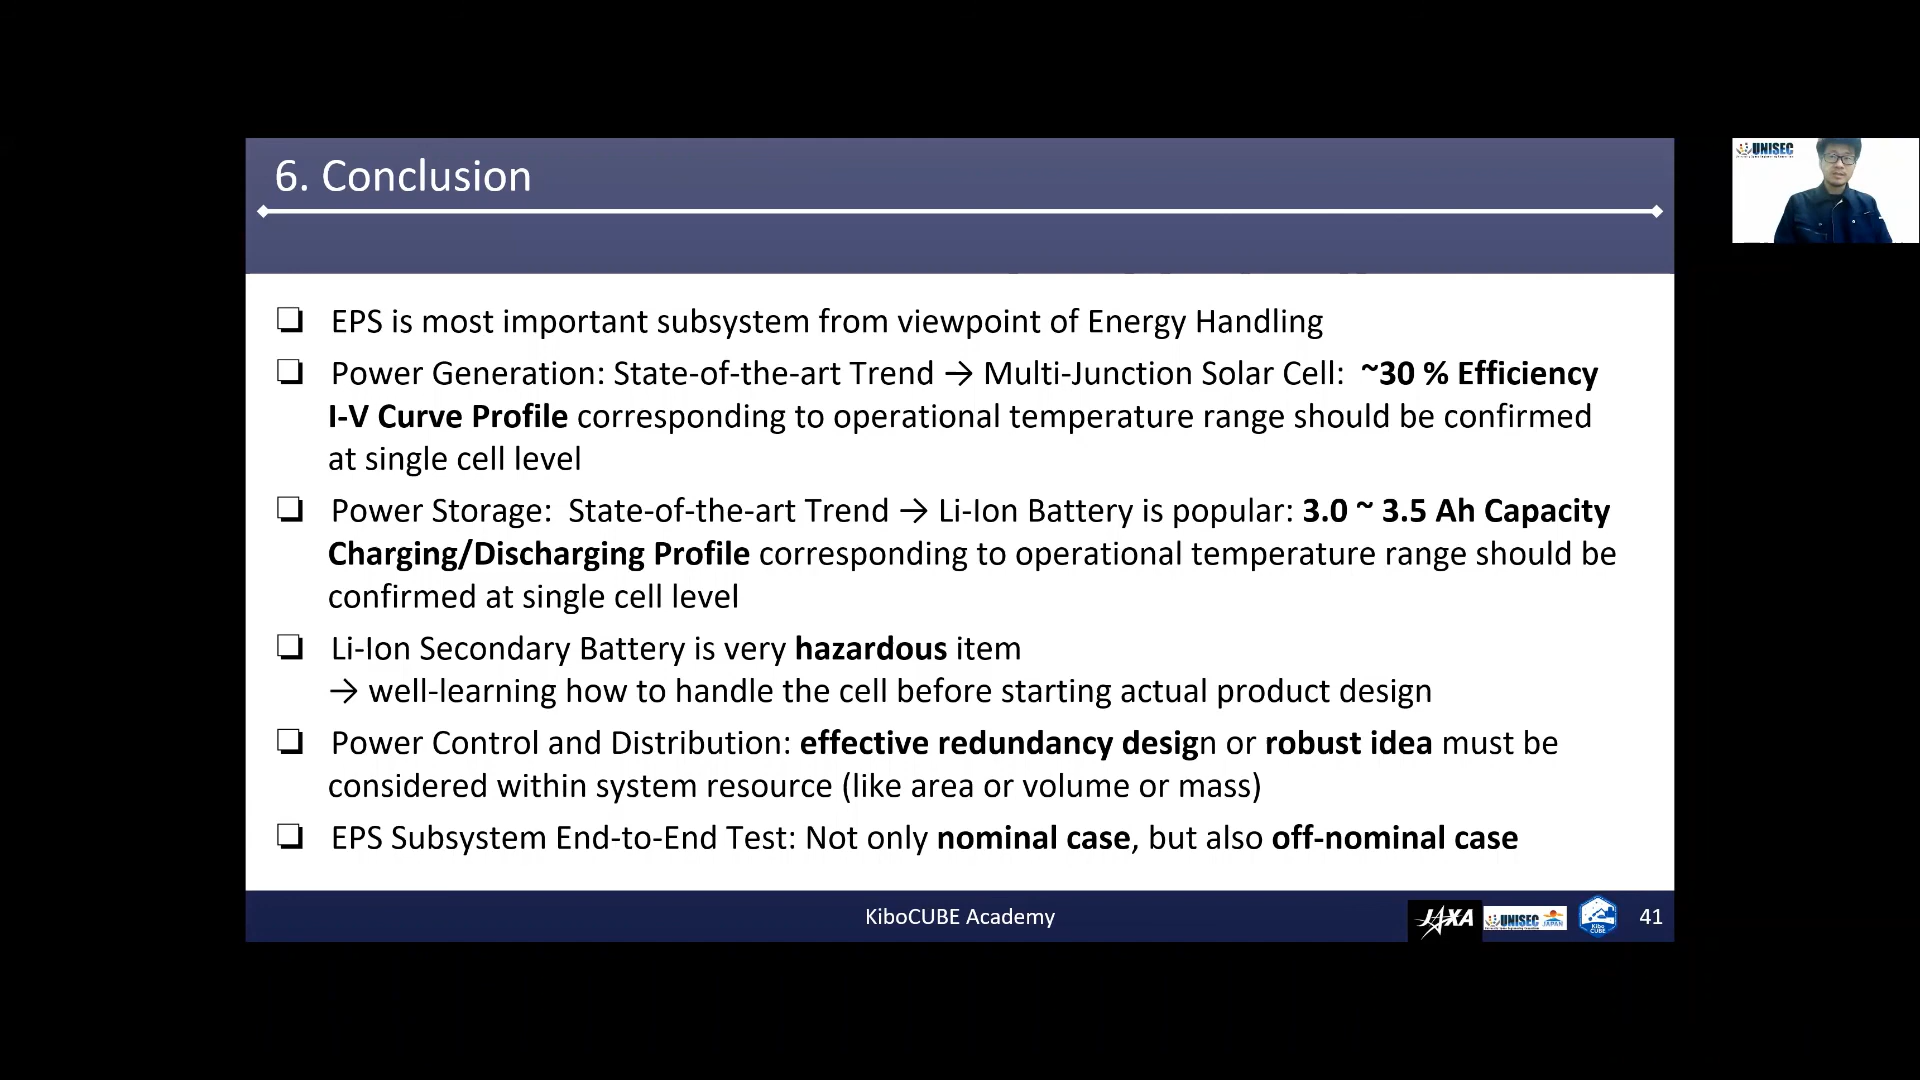 6. Conclusion
UNISEC
❏ EPS is most important subsystem from viewpoint of Energy Handling
❏ Power Generation: State-of-the-art Trend → Multi-Junction Solar Cell: ~30 % Efficiency
I-V Curve Profile corresponding to operational temperature range should be confirmed
at single cell level
❏ Power Storage: State-of-the-art Trend → Li-Ion Battery is popular: 3.0 ~ 3.5 Ah Capacity
Charging/Discharging Profile corresponding to operational temperature range should be
confirmed at single cell level
❏ Li-Ion Secondary Battery is very hazardous item
→ well-learning how to handle the cell before starting actual product design
❏ Power Control and Distribution: effective redundancy design or robust idea must be
considered within system resource (like area or volume or mass)
❏ EPS Subsystem End-to-End Test: Not only nominal case, but also off-nominal case
KiboCUBE Academy
JAXA
UNISEC
JAPAN
Kibo
CUBE
41